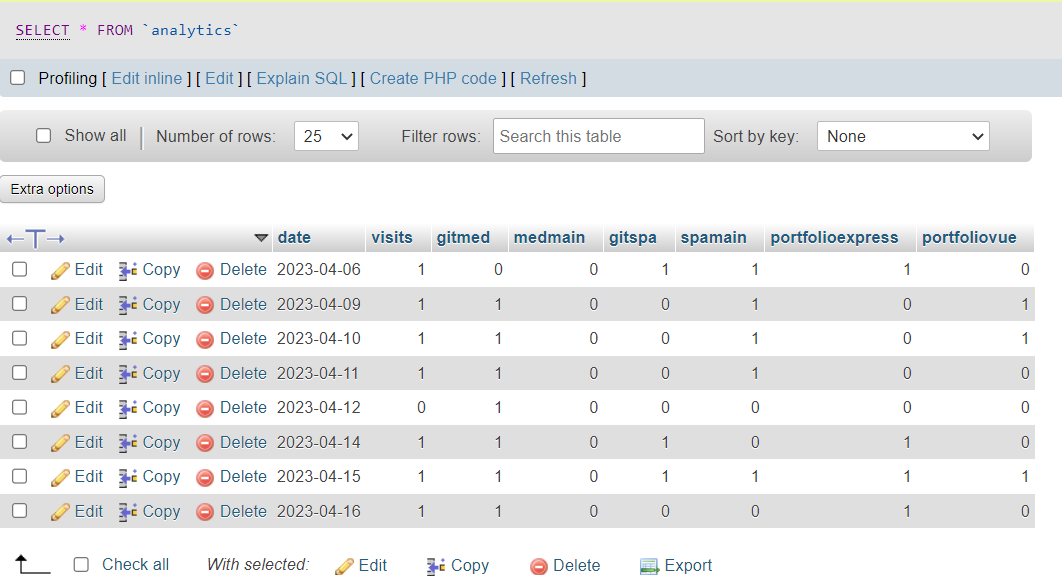 SELECT * FROM `analytics`
Profiling [ Edit inline ] [ Edit ] [ Explain SQL ] [ Create PHP code ] [ Refresh ]
Show all | Number of rows: 25 Filter rows: Search this table Sort by key: None
Extra options
←T→ date visits gitmed medmain gitspa spamain portfolioexpress portfoliovue
Edit Copy Delete 2023-04-06 1 0 0 1 1 1 0
Edit Copy Delete 2023-04-09 1 1 0 0 1 0 1
Edit Copy Delete 2023-04-10 1 1 0 0 1 0 1
Edit Copy Delete 2023-04-11 1 1 0 0 1 0 0
Edit Copy Delete 2023-04-12 0 1 0 0 0 0 0
Edit Copy Delete 2023-04-14 1 1 0 1 0 1 0
Edit Copy Delete 2023-04-15 1 1 0 1 1 1 1
Edit Copy Delete 2023-04-16 1 1 0 0 0 1 0
Check all With selected: Edit Copy Delete Export